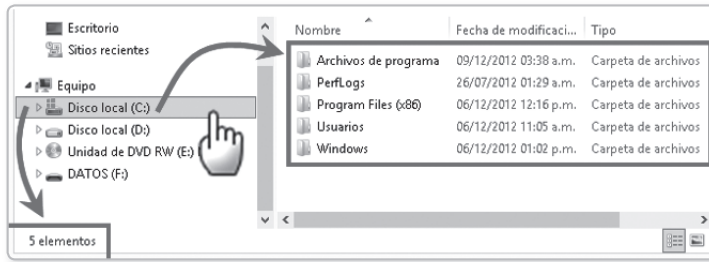 Escritorio
Sitios recientes
Equipo
Disco local (C:)
Disco local (D:)
Unidad de DVD RW (E:)
DATOS (F:)
5 elementos
Nombre Fecha de modificaci... Tipo
Archivos de programa 09/12/2012 03:38 a.m. Carpeta de archivos
PerfLogs 26/07/2012 01:29 a.m. Carpeta de archivos
Program Files (x86) 06/12/2012 12:16 p.m. Carpeta de archivos
Usuarios 06/12/2012 11:05 a.m. Carpeta de archivos
Windows 06/12/2012 01:02 p.m. Carpeta de archivos